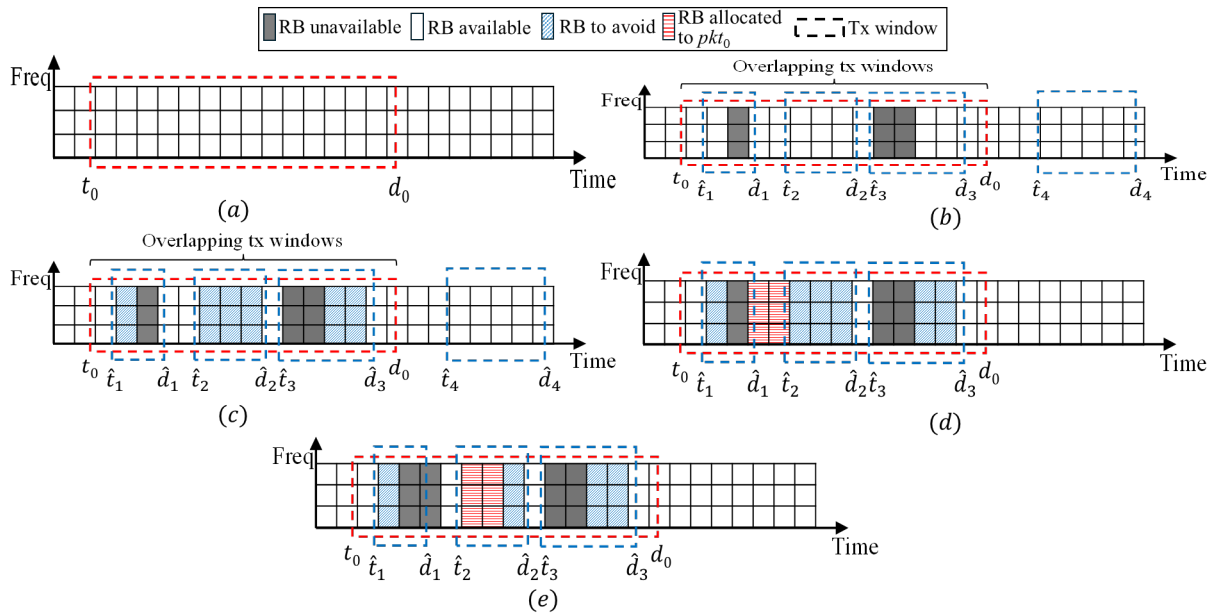 RB unavailable RB available RB to avoid RB allocated to pkt₀ Tx window
Freq
t₀ d₀ Time
(a)
Overlapping tx windows
Freq
t₀ t̂₁ d̂₁ t̂₂ d̂₂ t̂₃ d̂₃ d₀ t̂₄ d̂₄ Time
(b)
Overlapping tx windows
Freq
t₀ t̂₁ d̂₁ t̂₂ d̂₂ t̂₃ d̂₃ d₀ t̂₄ d̂₄ Time
(c)
Freq
t₀ t̂₁ d̂₁ t̂₂ d̂₂ t̂₃ d̂₃ d₀ Time
(d)
Freq
t₀ t̂₁ d̂₁ t̂₂ d̂₂ t̂₃ d̂₃ d₀ Time
(e)